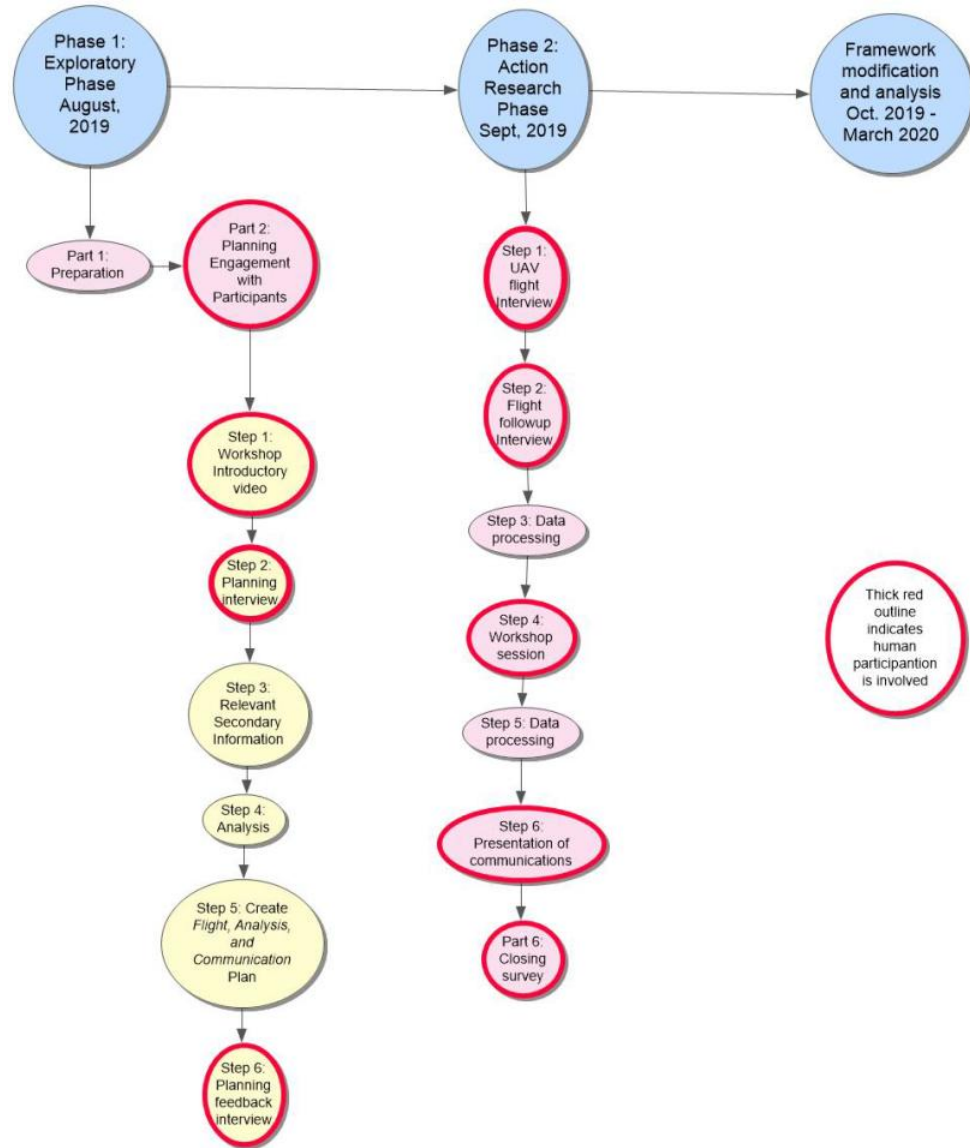 Phase 1:
Exploratory
Phase
August,
2019
Phase 2:
Action
Research
Phase
Sept, 2019
Framework
modification
and analysis
Oct. 2019 -
March 2020
Part 1:
Preparation
Part 2:
Planning
Engagement
with
Participants
Step 1:
Workshop
Introductory
video
Step 2:
Planning
interview
Step 3:
Relevant
Secondary
Information
Step 4:
Analysis
Step 5: Create
Flight, Analysis,
and
Communication
Plan
Step 6:
Planning
feedback
interview
Step 1:
UAV
flight
Interview
Step 2:
Flight
followup
Interview
Step 3: Data
processing
Step 4:
Workshop
session
Step 5: Data
processing
Step 6:
Presentation of
communications
Part 6:
Closing
survey
Thick red
outline
indicates
human
participantion
is involved